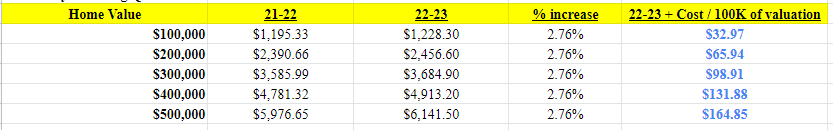 Home Value 21-22 22-23 % increase 22-23 + Cost / 100K of valuation
$100,000 $1,195.33 $1,228.30 2.76% $32.97
$200,000 $2,390.66 $2,456.60 2.76% $65.94
$300,000 $3,585.99 $3,684.90 2.76% $98.91
$400,000 $4,781.32 $4,913.20 2.76% $131.88
$500,000 $5,976.65 $6,141.50 2.76% $164.85